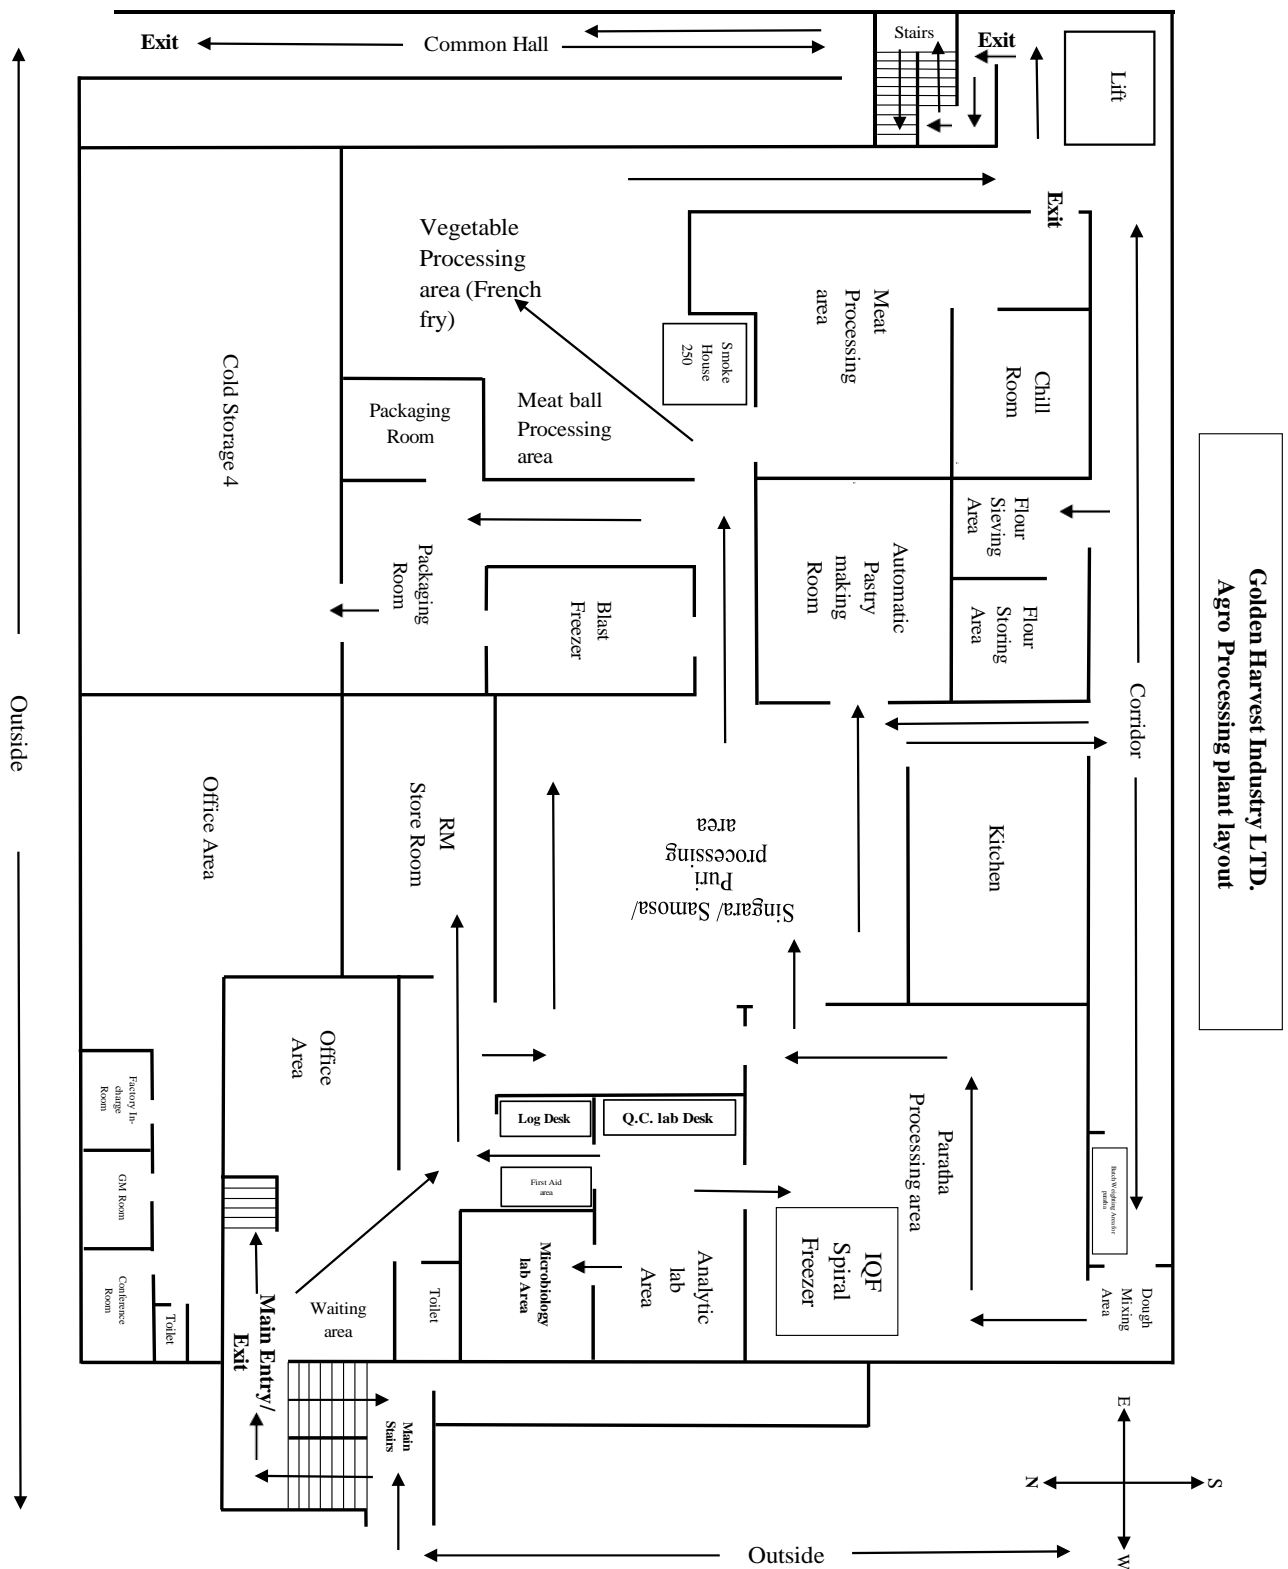 Exit
Common Hall
Stairs
Exit
Lift
Exit
Vegetable
Processing
area (French
fry)
Meat
Processing
area
Smoke
House
250
Chill
Room
Cold Storage 4
Packaging
Room
Meat ball
Processing
area
Flour
Sieving
Area
Automatic
Pastry
making
Room
Packaging
Room
Blast
Freezer
Flour
Storing
Area
Golden Harvest Industry LTD.
Agro Processing plant layout
Outside
Corridor
Office Area
RM
Store Room
Singara/ Samosa/
Puri
processing
area
Kitchen
Office
Area
Factory In-
charge
Room
Log Desk
Q.C. lab Desk
Paratha
Processing area
First Aid
area
Batch Weighting Area for
paratha
GM Room
Microbiology
lab Area
Analytic
lab
Area
IQF
Spiral
Freezer
Conference
Room
Toilet
Main Entry/
Exit
Waiting
area
Toilet
Dough
Mixing
Area
Main
Stairs
E
N
S
W
Outside